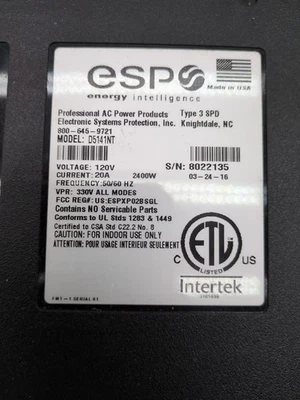 esp
energy intelligence
Made in USA
Professional AC Power Products Type 3 SPD
Electronic Systems Protection, Inc. Knightdale, NC
800-645-9721
MODEL: D5141NT
VOLTAGE: 120V S/N: 8022135
CURRENT: 20A 2400W 03-24-16
FREQUENCY: 50/60 HZ
VPR: 330V ALL MODES
FCC REG#: US:ESPXP02BSGL
Contains NO Servicable Parts
Conforms to UL Stds 1283 & 1449
Certified to CSA Std C22.2 No. 8
CAUTION: FOR INDOOR USE ONLY
ATTENTION: POUR USAGE INTERIEUR SEULEMENT
C ETL US
LISTED
Intertek